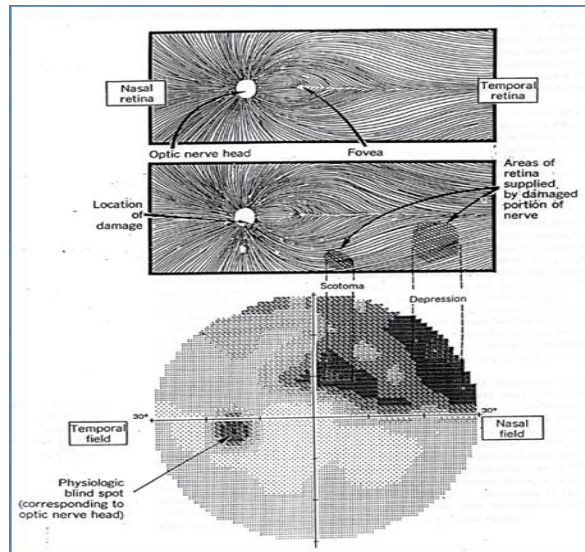 Nasal
retina
Temporal
retina
Optic nerve head
Fovea
Areas of
retina
supplied
by damaged
portion of
nerve
Location
of
damage
Scotoma
Depression
30°
30°
Temporal
field
Nasal
field
Physiologic
blind spot
(corresponding to
optic nerve head)